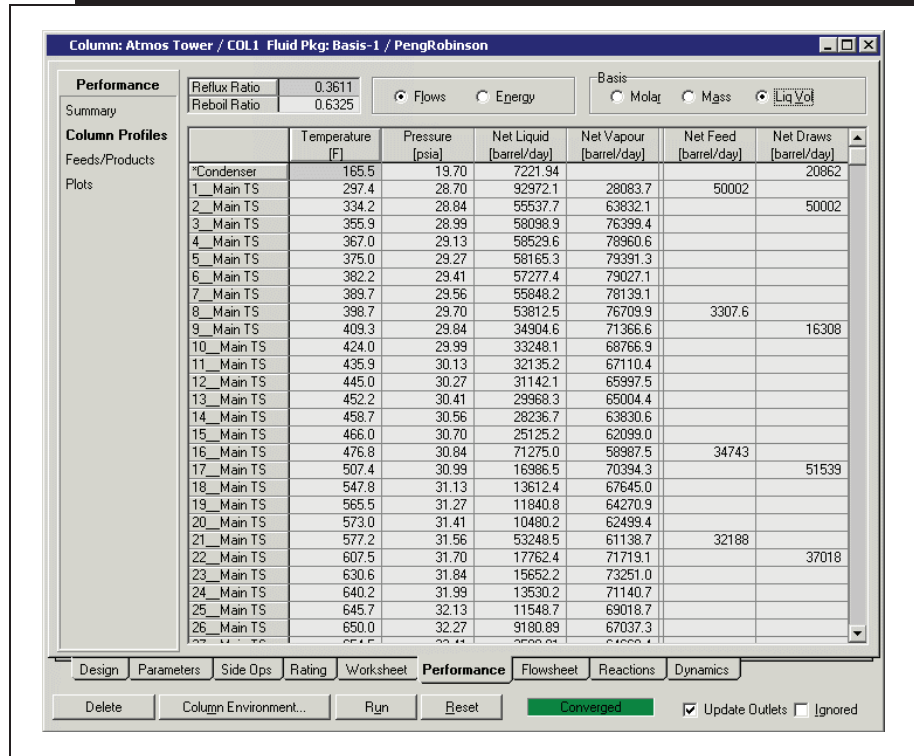 Column: Atmos Tower / COL1 Fluid Pkg: Basis-1 / PengRobinson
Performance
Summary
Column Profiles
Feeds/Products
Plots
Reflux Ratio 0.3611
Reboil Ratio 0.6325
Flows Energy
Basis
Molar Mass Liq Vol
Temperature Pressure Net Liquid Net Vapour Net Feed Net Draws
[F] [psia] [barrel/day] [barrel/day] [barrel/day] [barrel/day]
*Condenser 165.5 19.70 7221.94 20862
1__Main TS 297.4 28.70 92972.1 28083.7 50002
2__Main TS 334.2 28.84 55537.7 63832.1 50002
3__Main TS 355.9 28.99 58098.9 76399.4
4__Main TS 367.0 29.13 58529.6 78960.6
5__Main TS 375.0 29.27 58165.3 79391.3
6__Main TS 382.2 29.41 57277.4 79027.1
7__Main TS 389.7 29.56 55848.2 78139.1
8__Main TS 398.7 29.70 53812.5 76709.9 3307.6
9__Main TS 409.3 29.84 34904.6 71366.6 16308
10__Main TS 424.0 29.99 33248.1 68766.9
11__Main TS 435.9 30.13 32135.2 67110.4
12__Main TS 445.0 30.27 31142.1 65997.5
13__Main TS 452.2 30.41 29968.3 65004.4
14__Main TS 458.7 30.56 28236.7 63830.6
15__Main TS 466.0 30.70 25125.2 62099.0
16__Main TS 476.8 30.84 71275.0 58987.5 34743
17__Main TS 507.4 30.99 16986.5 70394.3 51539
18__Main TS 547.8 31.13 13612.4 67645.0
19__Main TS 565.5 31.27 11840.8 64270.9
20__Main TS 573.0 31.41 10480.2 62499.4
21__Main TS 577.2 31.56 53248.5 61138.7 32188
22__Main TS 607.5 31.70 17762.4 71719.1 37018
23__Main TS 630.6 31.84 15652.2 73251.0
24__Main TS 640.2 31.99 13530.2 71140.7
25__Main TS 645.7 32.13 11548.7 69018.7
26__Main TS 650.0 32.27 9180.89 67037.3
Design Parameters Side Ops Rating Worksheet Performance Flowsheet Reactions Dynamics
Delete Column Environment... Run Reset Converged Update Outlets Ignored